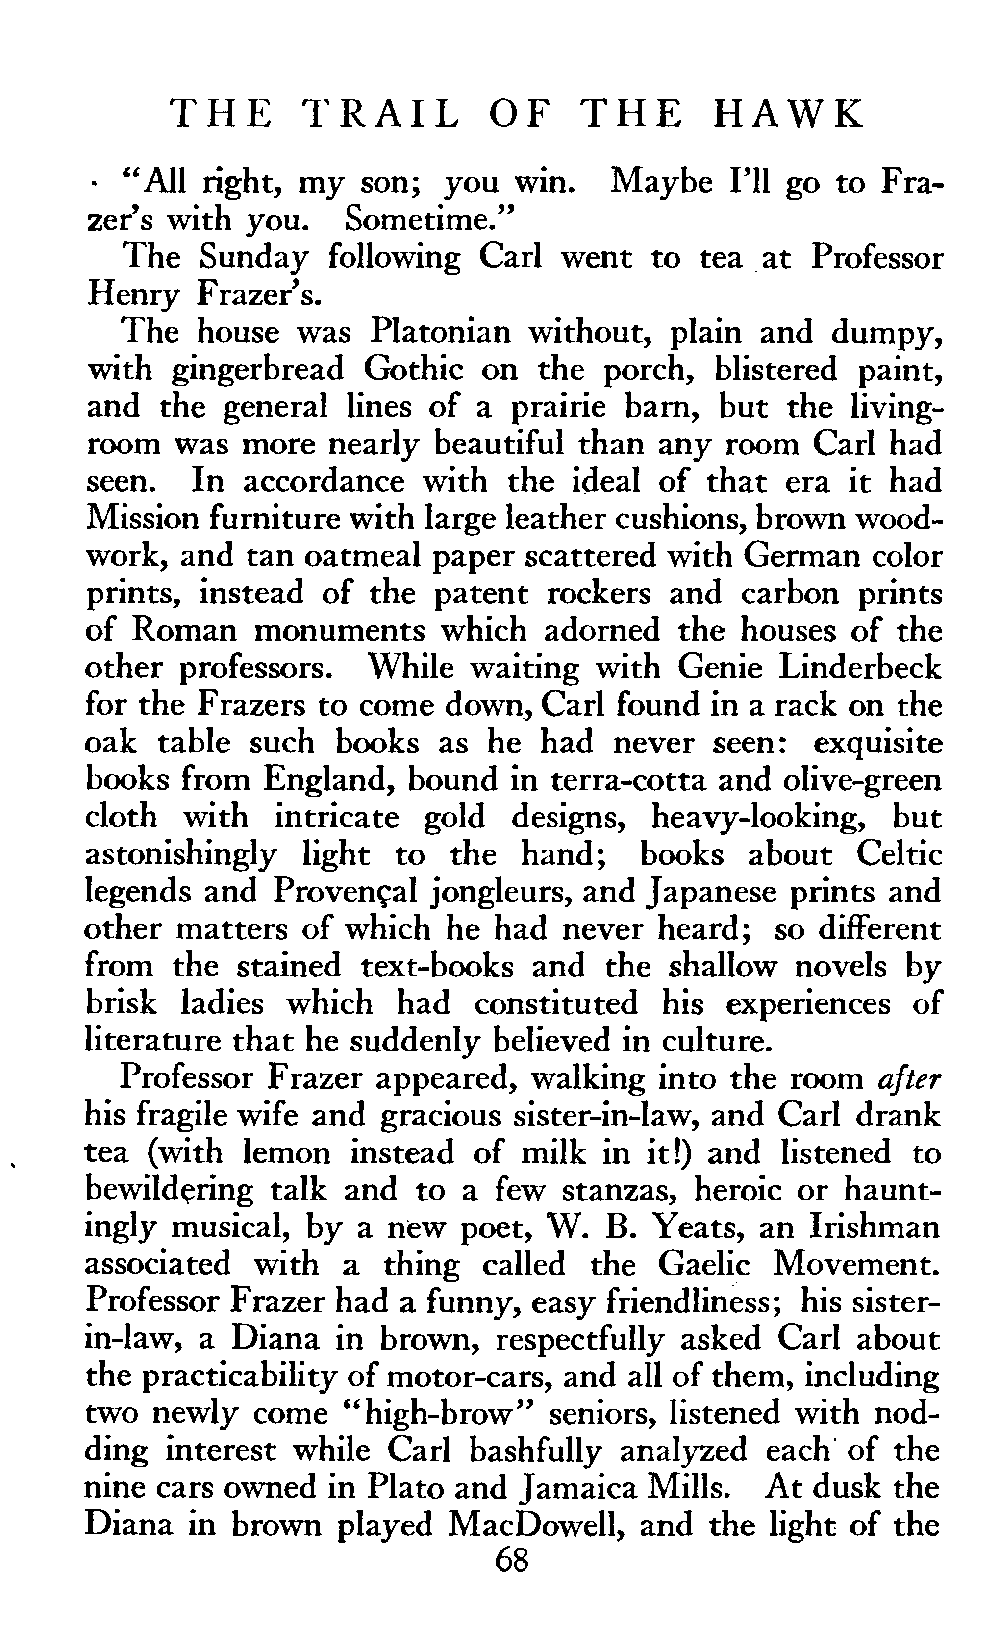 THE TRAIL OF THE HAWK
"All right, my son; you win. Maybe I'll go to Fra-
zer's with you. Sometime."
The Sunday following Carl went to tea at Professor
Henry Frazer's.
The house was Platonian without, plain and dumpy,
with gingerbread Gothic on the porch, blistered paint,
and the general lines of a prairie barn, but the living-
room was more nearly beautiful than any room Carl had
seen. In accordance with the ideal of that era it had
Mission furniture with large leather cushions, brown wood-
work, and tan oatmeal paper scattered with German color
prints, instead of the patent rockers and carbon prints
of Roman monuments which adorned the houses of the
other professors. While waiting with Genie Linderbeck
for the Frazers to come down, Carl found in a rack on the
oak table such books as he had never seen: exquisite
books from England, bound in terra-cotta and olive-green
cloth with intricate gold designs, heavy-looking, but
astonishingly light to the hand; books about Celtic
legends and Provençal jongleurs, and Japanese prints and
other matters of which he had never heard; so different
from the stained text-books and the shallow novels by
brisk ladies which had constituted his experiences of
literature that he suddenly believed in culture.
Professor Frazer appeared, walking into the room after
his fragile wife and gracious sister-in-law, and Carl drank
tea (with lemon instead of milk in it!) and listened to
bewildering talk and to a few stanzas, heroic or haunt-
ingly musical, by a new poet, W. B. Yeats, an Irishman
associated with a thing called the Gaelic Movement.
Professor Frazer had a funny, easy friendliness; his sister-
in-law, a Diana in brown, respectfully asked Carl about
the practicability of motor-cars, and all of them, including
two newly come "high-brow" seniors, listened with nod-
ding interest while Carl bashfully analyzed each of the
nine cars owned in Plato and Jamaica Mills. At dusk the
Diana in brown played MacDowell, and the light of the
68